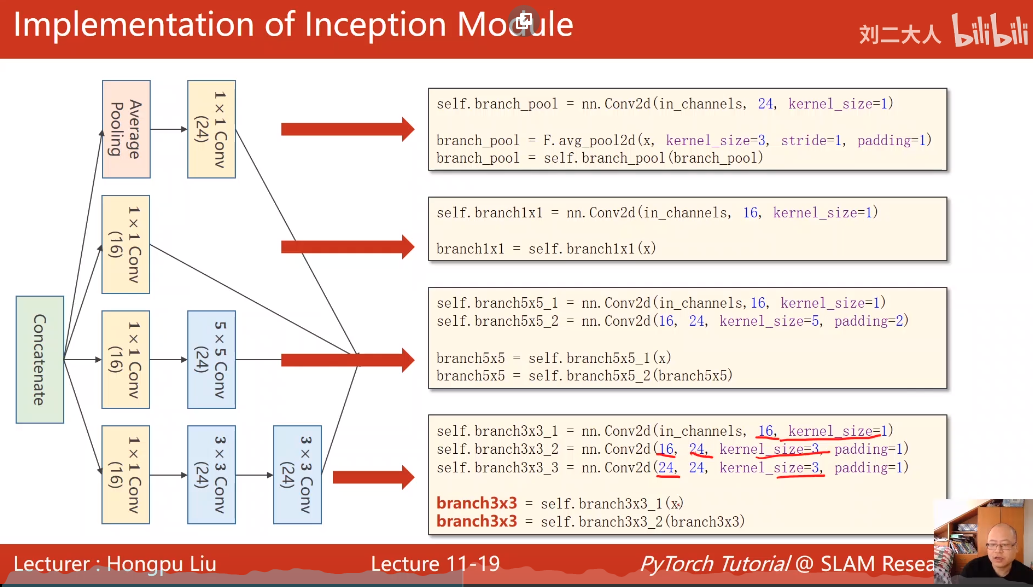 Implementation of Inception Module
刘二大人 bilibili
Average Pooling
1×1 Conv (24)
self.branch_pool = nn.Conv2d(in_channels, 24, kernel_size=1)
branch_pool = F.avg_pool2d(x, kernel_size=3, stride=1, padding=1)
branch_pool = self.branch_pool(branch_pool)
1×1 Conv (16)
self.branch1x1 = nn.Conv2d(in_channels, 16, kernel_size=1)
branch1x1 = self.branch1x1(x)
Concatenate
1×1 Conv (16)
5×5 Conv (24)
self.branch5x5_1 = nn.Conv2d(in_channels,16, kernel_size=1)
self.branch5x5_2 = nn.Conv2d(16, 24, kernel_size=5, padding=2)
branch5x5 = self.branch5x5_1(x)
branch5x5 = self.branch5x5_2(branch5x5)
1×1 Conv (16)
3×3 Conv (24)
3×3 Conv (24)
self.branch3x3_1 = nn.Conv2d(in_channels, 16, kernel_size=1)
self.branch3x3_2 = nn.Conv2d(16, 24, kernel_size=3, padding=1)
self.branch3x3_3 = nn.Conv2d(24, 24, kernel_size=3, padding=1)
branch3x3 = self.branch3x3_1(x)
branch3x3 = self.branch3x3_2(branch3x3)
Lecturer : Hongpu Liu
Lecture 11-19
PyTorch Tutorial @ SLAM Resea